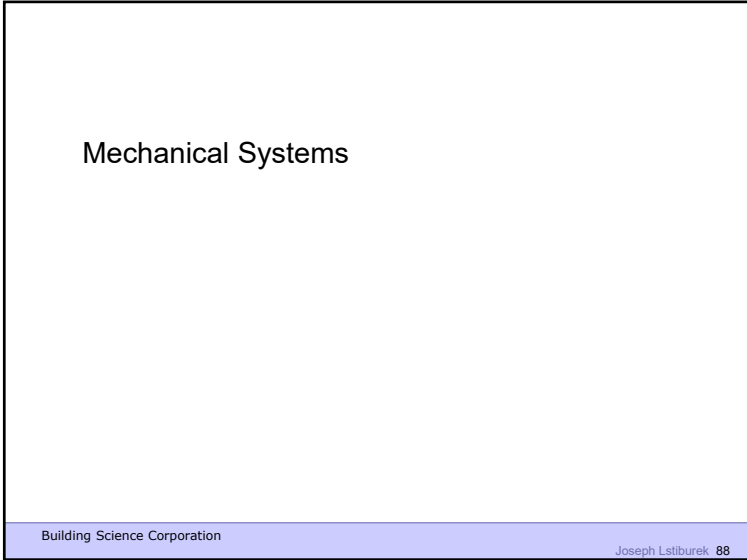 Mechanical Systems
Building Science Corporation
Joseph Lstiburek 88